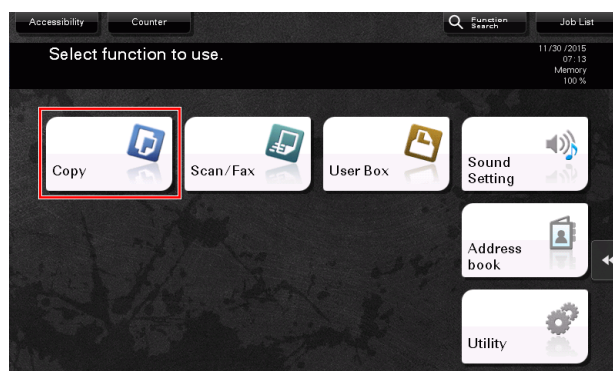 Accessibility
Counter
Function
Search
Job List
Select function to use.
11/30 /2015
07:13
Memory
100 %
Copy
Scan/Fax
User Box
Sound
Setting
Address
book
Utility